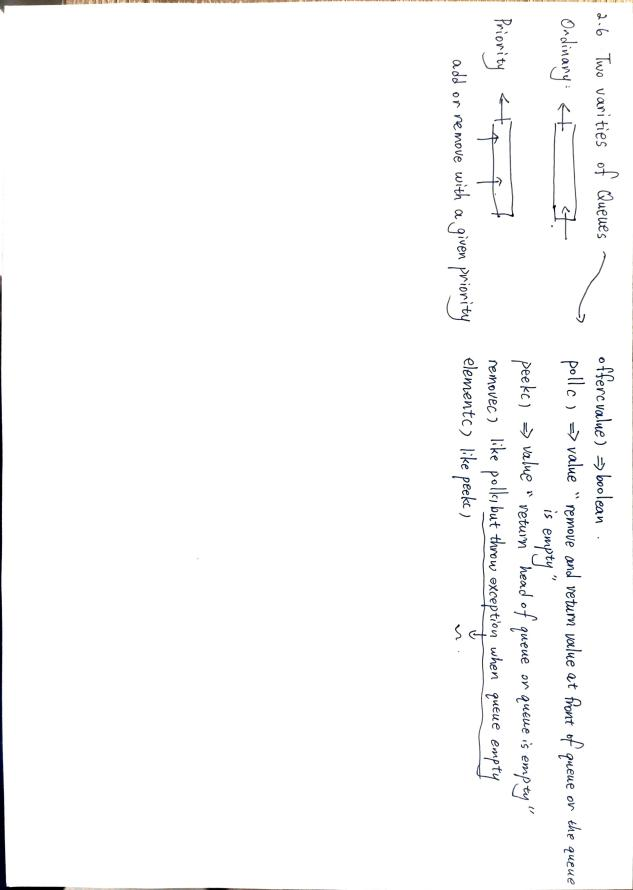 2.6 Two varities of Queues
Ordinary:
Priority
add or remove with a given priority
offer(value) ⇒ boolean.
poll( ) ⇒ value " remove and return value at front of queue or the queue
is empty "
peek( ) ⇒ value " return head of queue or queue is empty "
remove( ) like poll( ) but throw exception when queue empty
element( ) like peek( )